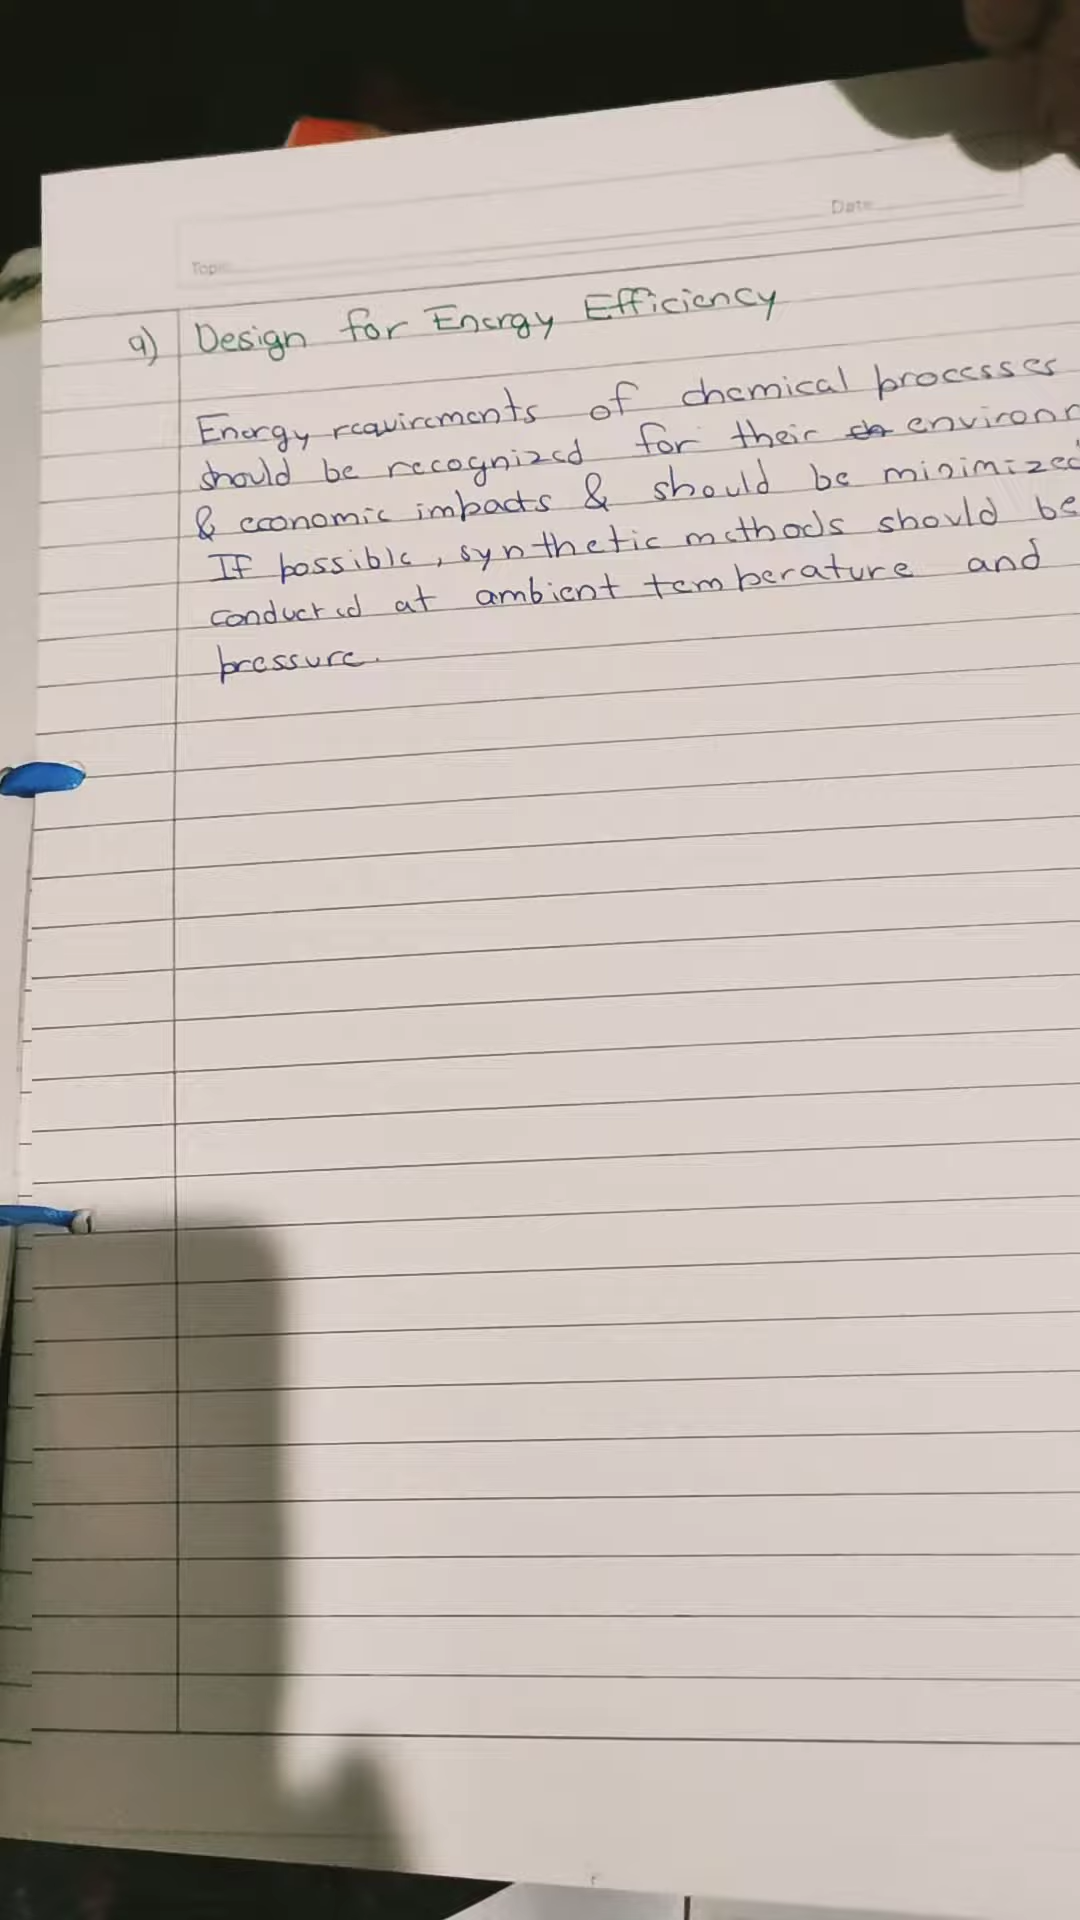 Date
Topic
9) Design for Energy Efficiency
Energy requirements of chemical processes
should be recognized for their environm
& economic impacts & should be minimized
If possible, synthetic methods should be
conducted at ambient temperature and
pressure.